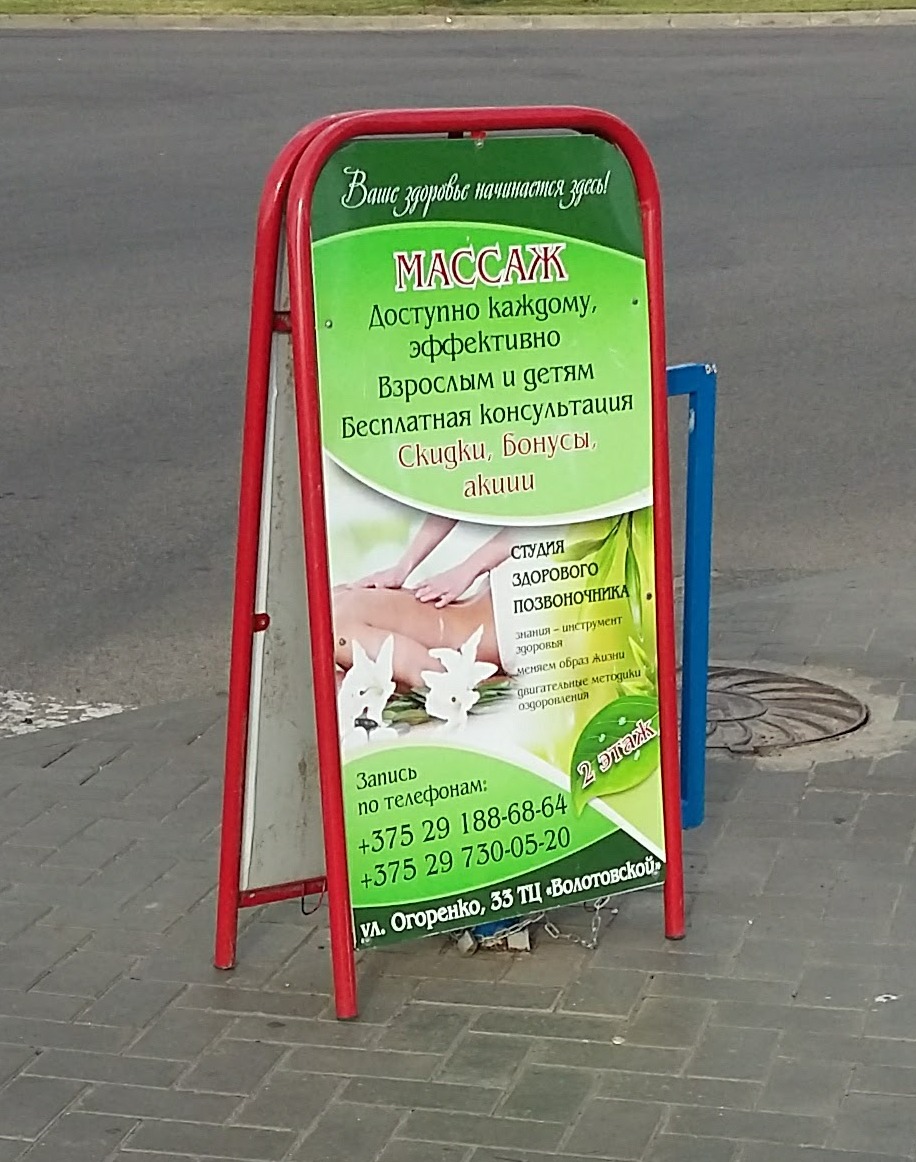 Ваше здоровье начинается здесь!
МАССАЖ
Доступно каждому,
эффективно
Взрослым и детям
Бесплатная консультация
Скидки, бонусы,
акции
СТУДИЯ
ЗДОРОВОГО
ПОЗВОНОЧНИКА
знания – инструмент
здоровья
меняем образ жизни
двигательные методики
оздоровления
2 этаж
Запись
по телефонам:
+375 29 188-68-64
+375 29 730-05-20
ул. Огоренко, 33 ТЦ «Волотовской»